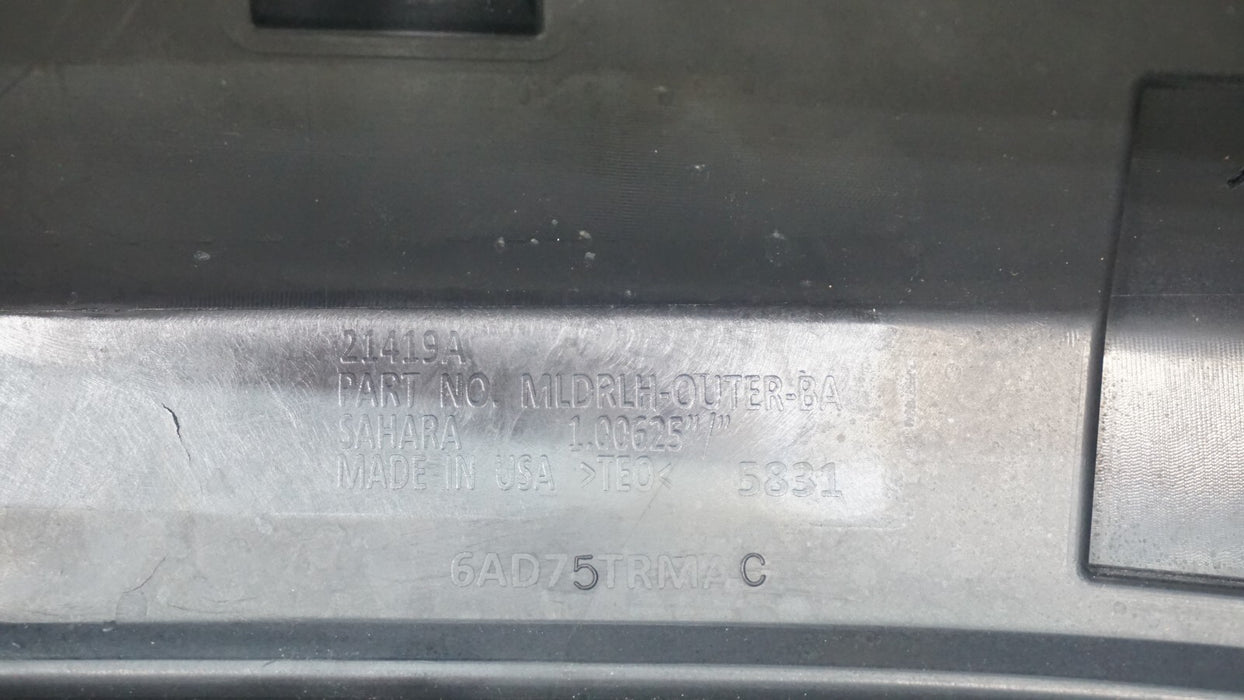 21419A
PART NO. MLDRLH-OUTER-BA
SAHARA 1.00625"/"
MADE IN USA >TEO< 5831
6AD75TRMA C